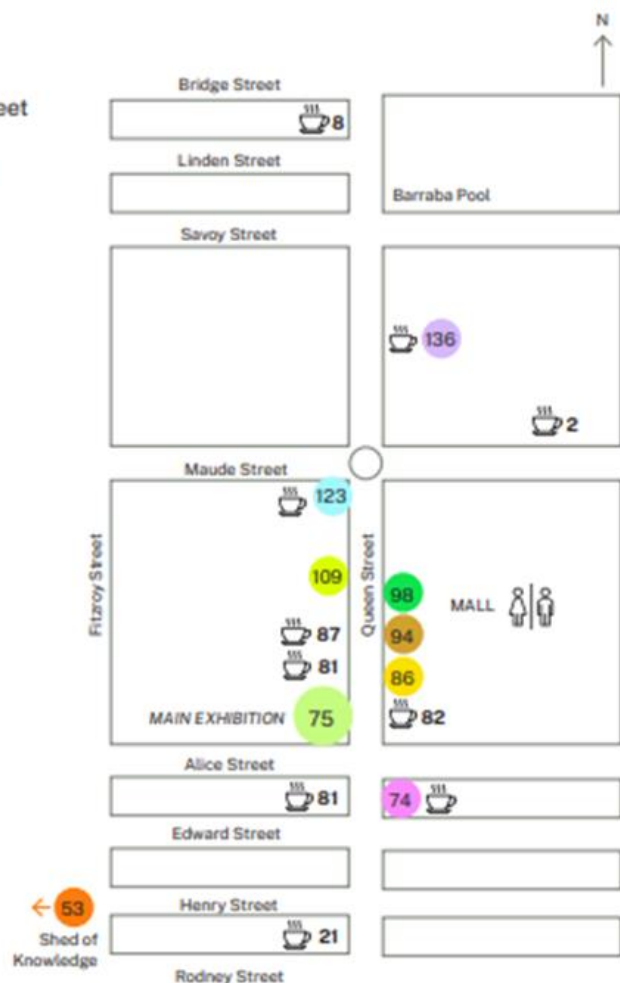 N
Bridge Street
eet
8
Linden Street
Barraba Pool
Savoy Street
136
2
Maude Street
123
Fitzroy Street
Queen Street
109
98
MALL
87
94
81
86
MAIN EXHIBITION 75
82
Alice Street
81
74
Edward Street
53
Henry Street
Shed of
Knowledge
21
Rodney Street